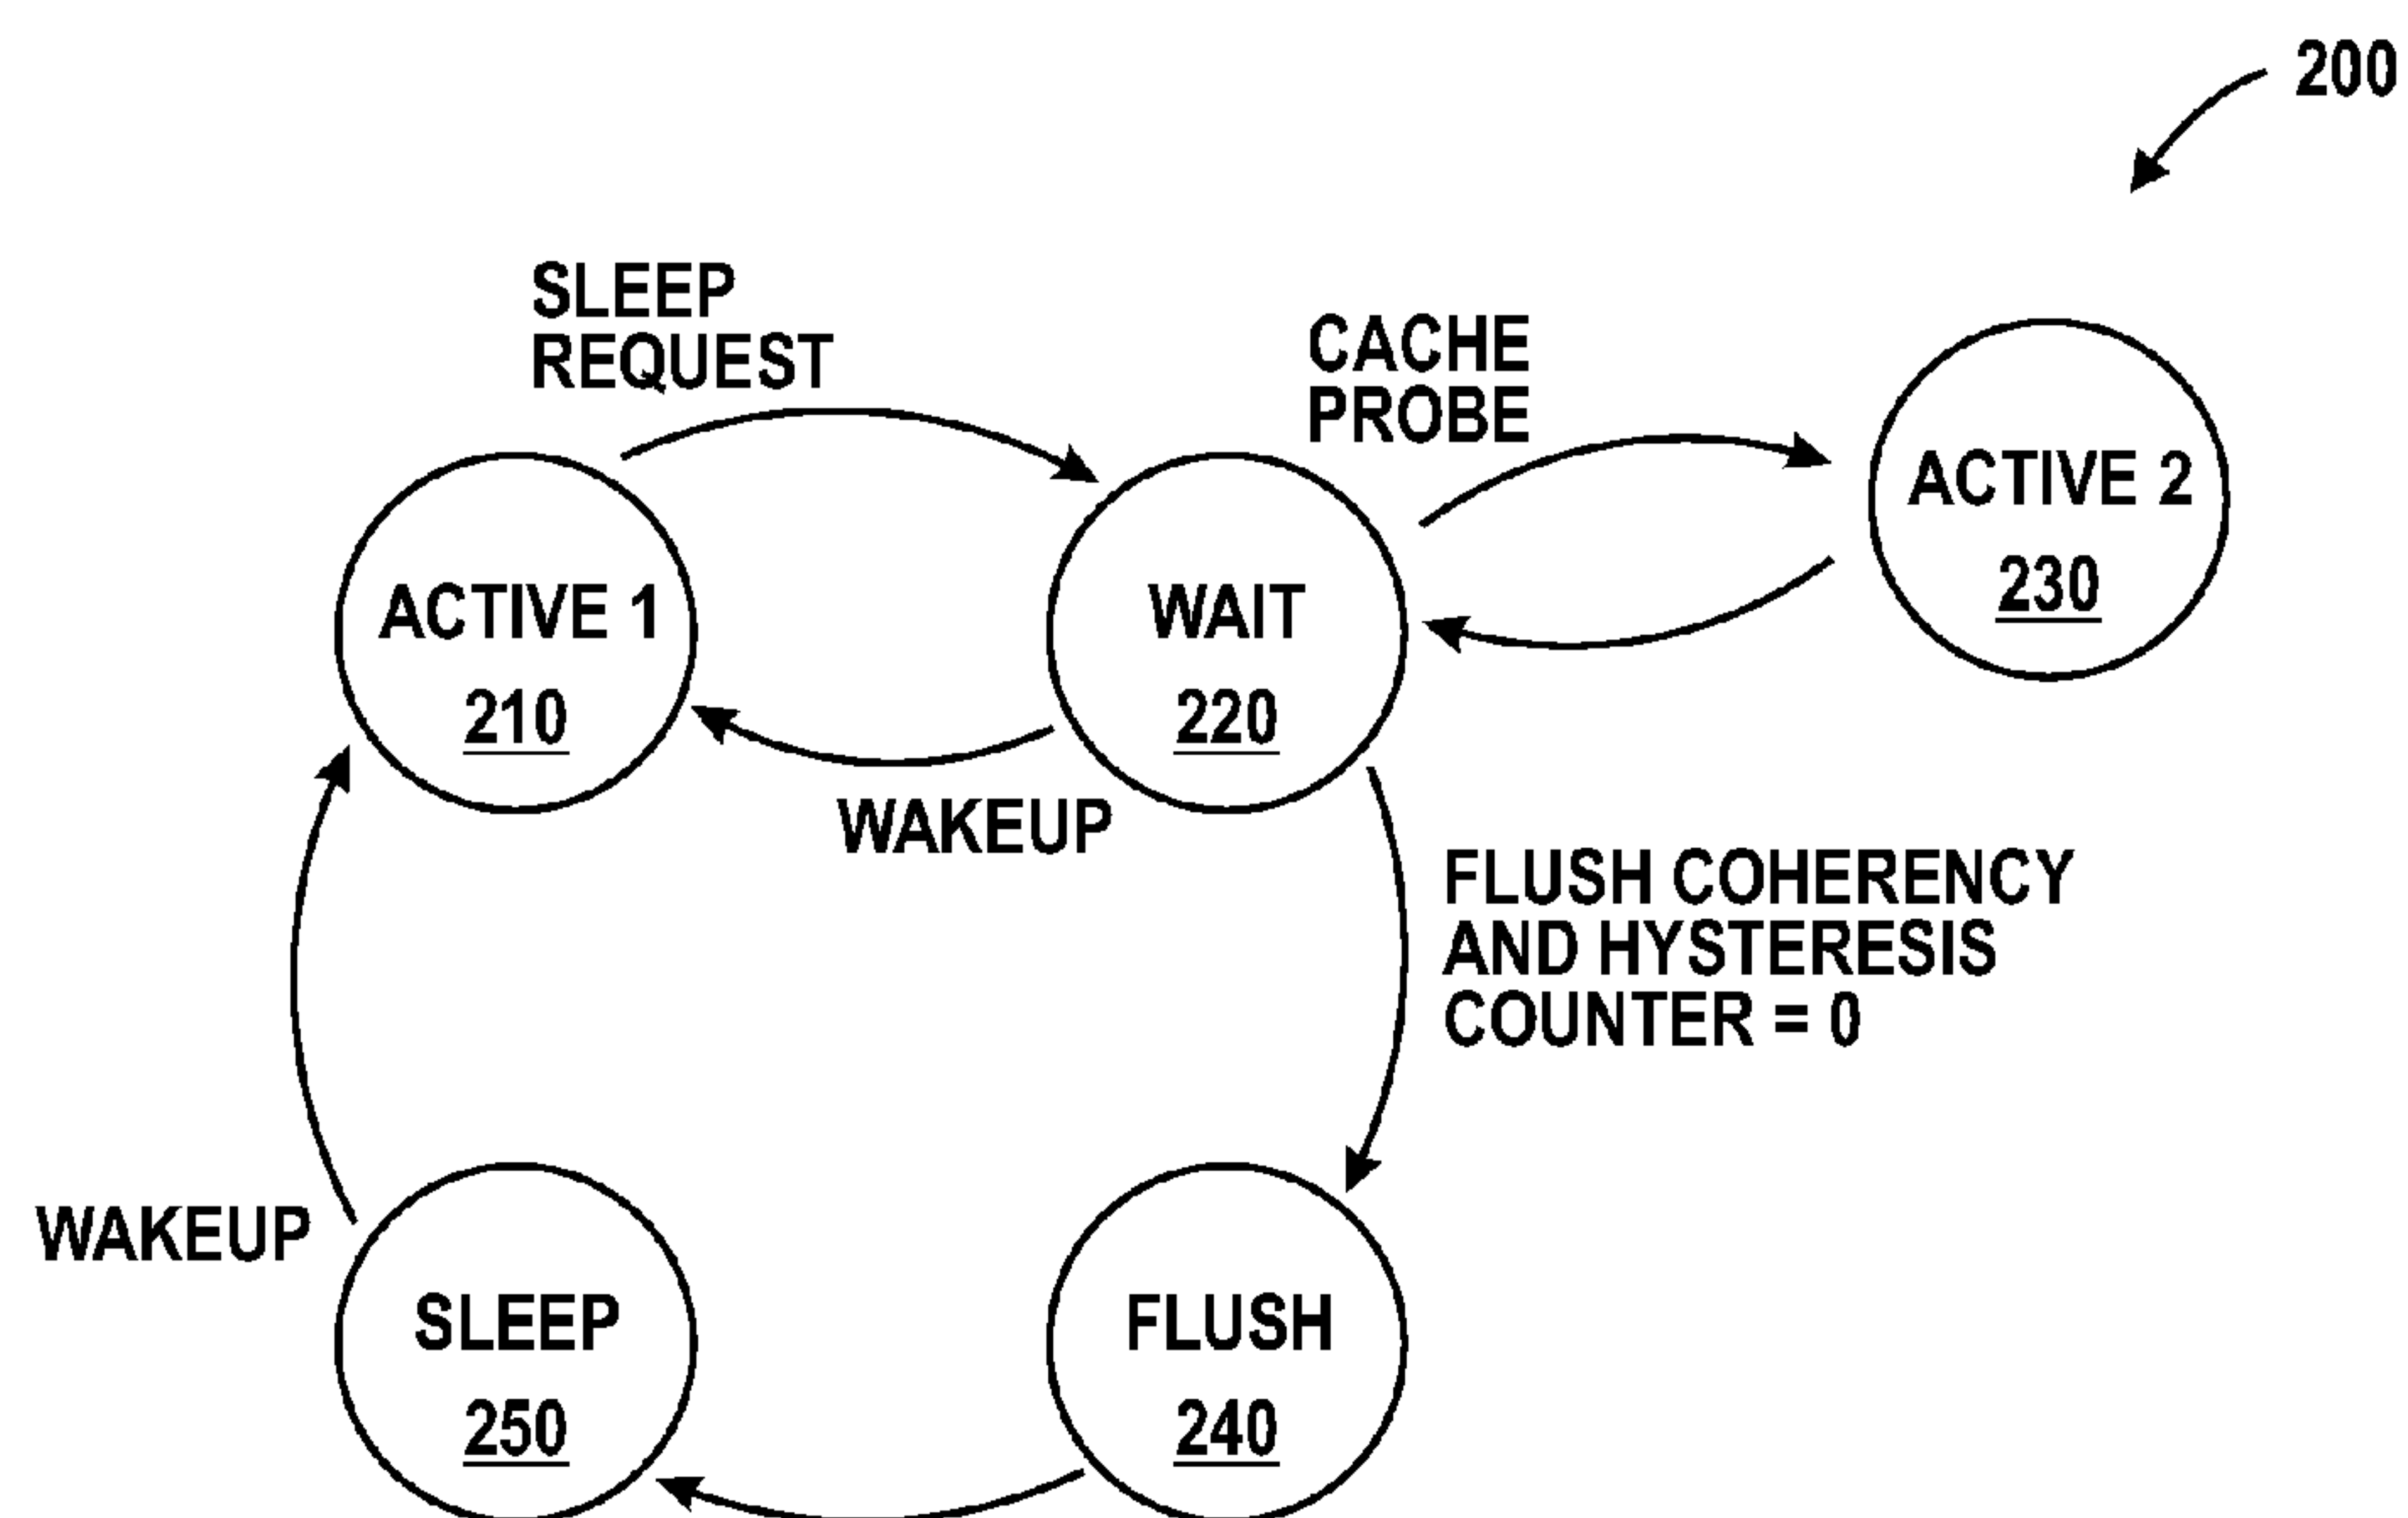 200
SLEEP
REQUEST
CACHE
PROBE
ACTIVE 1
210
WAIT
220
ACTIVE 2
230
WAKEUP
FLUSH COHERENCY
AND HYSTERESIS
COUNTER = 0
WAKEUP
SLEEP
250
FLUSH
240